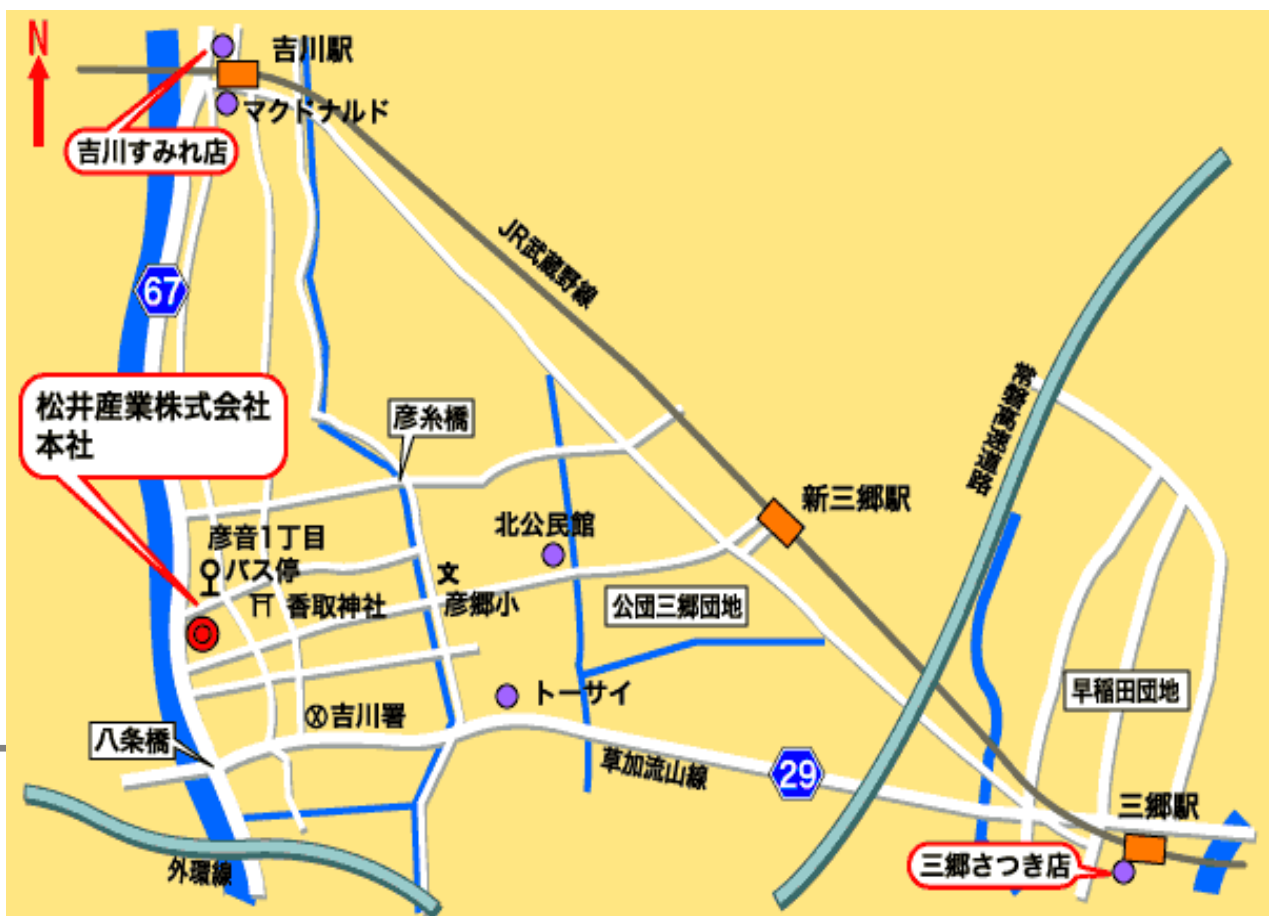 N
吉川駅
マクドナルド
吉川すみれ店
JR武蔵野線
67
常磐高速道路
松井産業株式会社
本社
彦糸橋
新三郷駅
北公民館
彦音1丁目
バス停
文
香取神社
彦郷小
公団三郷団地
早稲田団地
トーサイ
吉川署
八条橋
草加流山線
29
三郷駅
外環線
三郷さつき店